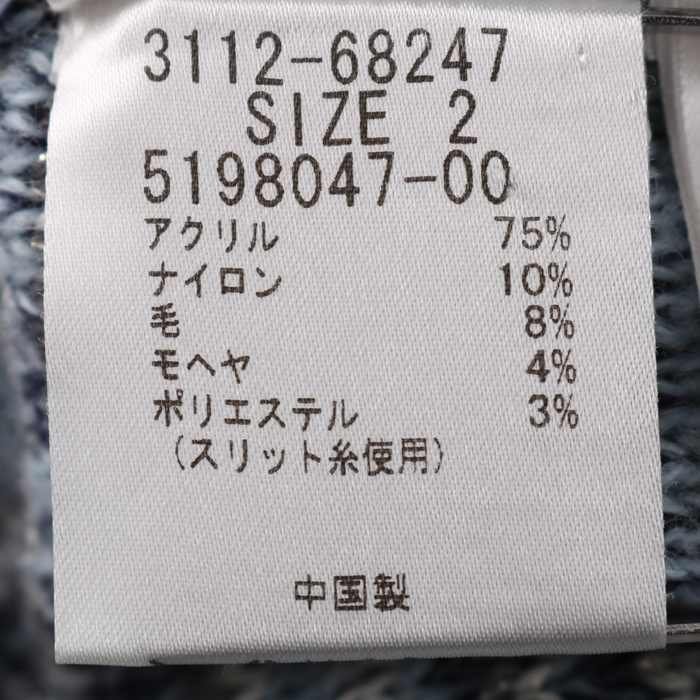 3112-68247
SIZE 2
5198047-00
アクリル 75%
ナイロン 10%
毛 8%
モヘヤ 4%
ポリエステル 3%
(スリット糸使用)
中国製